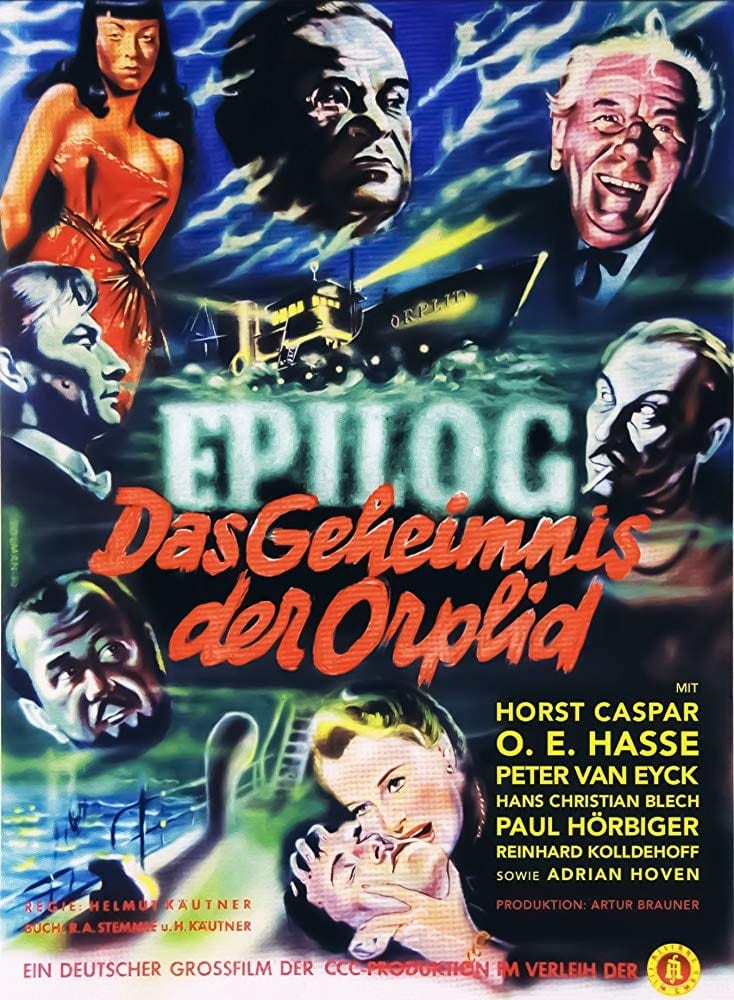 ORPLID
EPILOG
Das Geheimnis
der Orplid
MIT
HORST CASPAR
O. E. HASSE
PETER VAN EYCK
HANS CHRISTIAN BLECH
PAUL HÖRBIGER
REINHARD KOLLDEHOFF
SOWIE ADRIAN HOVEN
PRODUKTION: ARTUR BRAUNER
REGIE: HELMUT KÄUTNER
BUCH: R.A. STEMMLE u. H. KÄUTNER
EIN DEUTSCHER GROSSFILM DER CCC-PRODUKTION IM VERLEIH DER